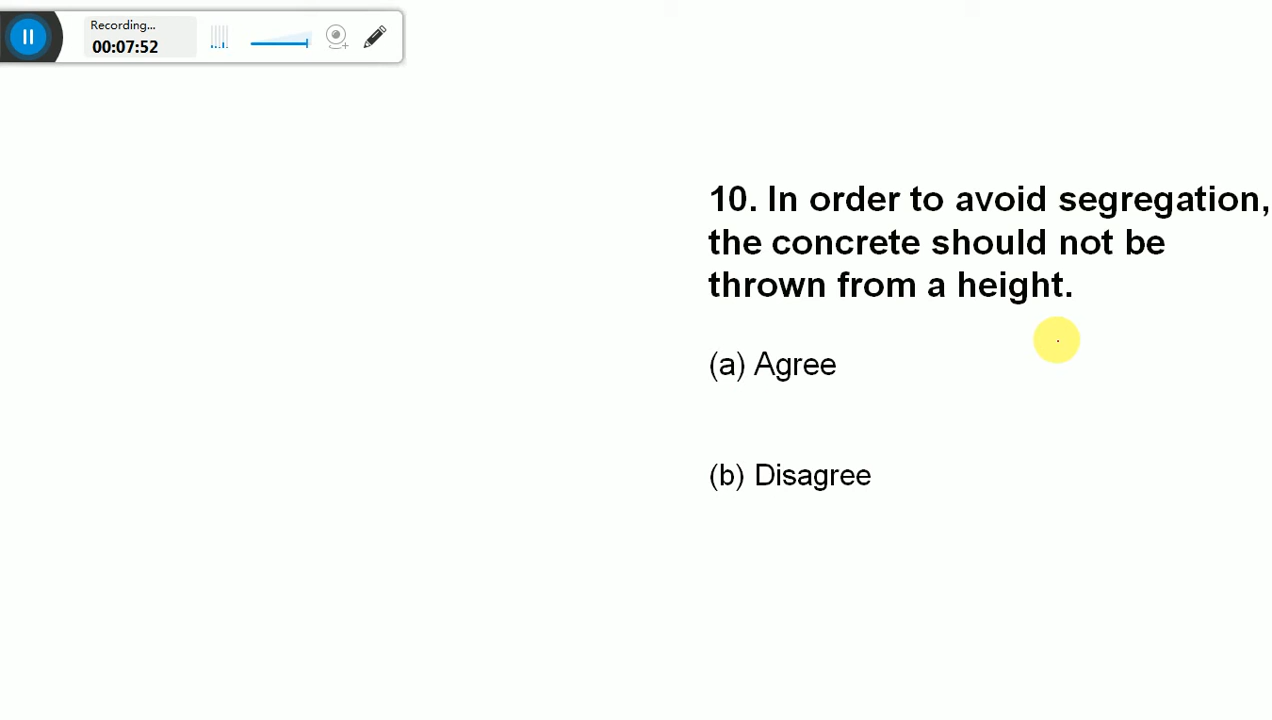 Recording...
00:07:52
10. In order to avoid segregation,
the concrete should not be
thrown from a height.
(a) Agree
(b) Disagree